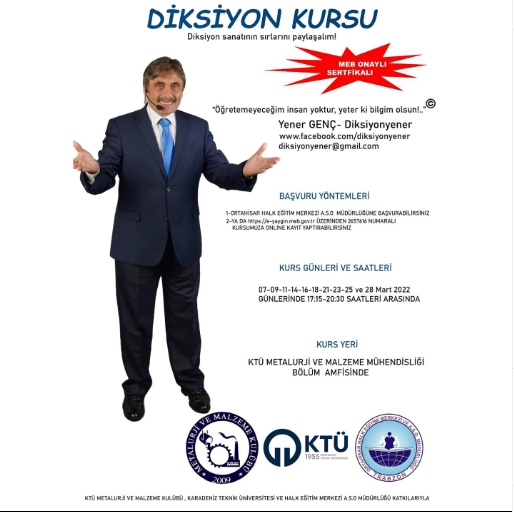 DİKSİYON KURSU
Diksiyon sanatının sırlarını paylaşalım!
MEB ONAYLI
SERTFİKALI
"Öğretemeyeceğim insan yoktur, yeter ki bilgim olsun!..©
Yener GENÇ- Diksiyonyener
www.facebook.com/diksiyonyener
diksiyonyener@gmail.com
BAŞVURU YÖNTEMLERİ
1-ORTAHİSAR HALK EĞİTİM MERKEZİ A.S.O MÜDÜRLÜĞÜNE BAŞVURABİLİRSİNİZ
2-YA DA https://e-yaygin.meb.gov.tr ÜZERİNDEN 2657616 NUMARALI
KURSUMUZA ONLINE KAYIT YAPTIRABİLİRSİNİZ
KURS GÜNLERİ VE SAATLERİ
07-09-11-14-16-18-21-23-25 ve 28 Mart 2022
GÜNLERİNDE 17:15-20:30 SAATLERİ ARASINDA
KURS YERİ
KTÜ METALURJİ VE MALZEME MÜHENDİSLİĞİ
BÖLÜM AMFİSİNDE
METALURJİ VE MALZEME KULÜBÜ
2009
KTÜ
1955
TRABZON
KTÜ METALURJİ VE MALZEME KULÜBÜ , KARADENİZ TEKNİK ÜNİVERSİTESİ VE HALK EĞİTİM MERKEZİ A.S.O MÜDÜRLÜĞÜ KATKILARIYLA